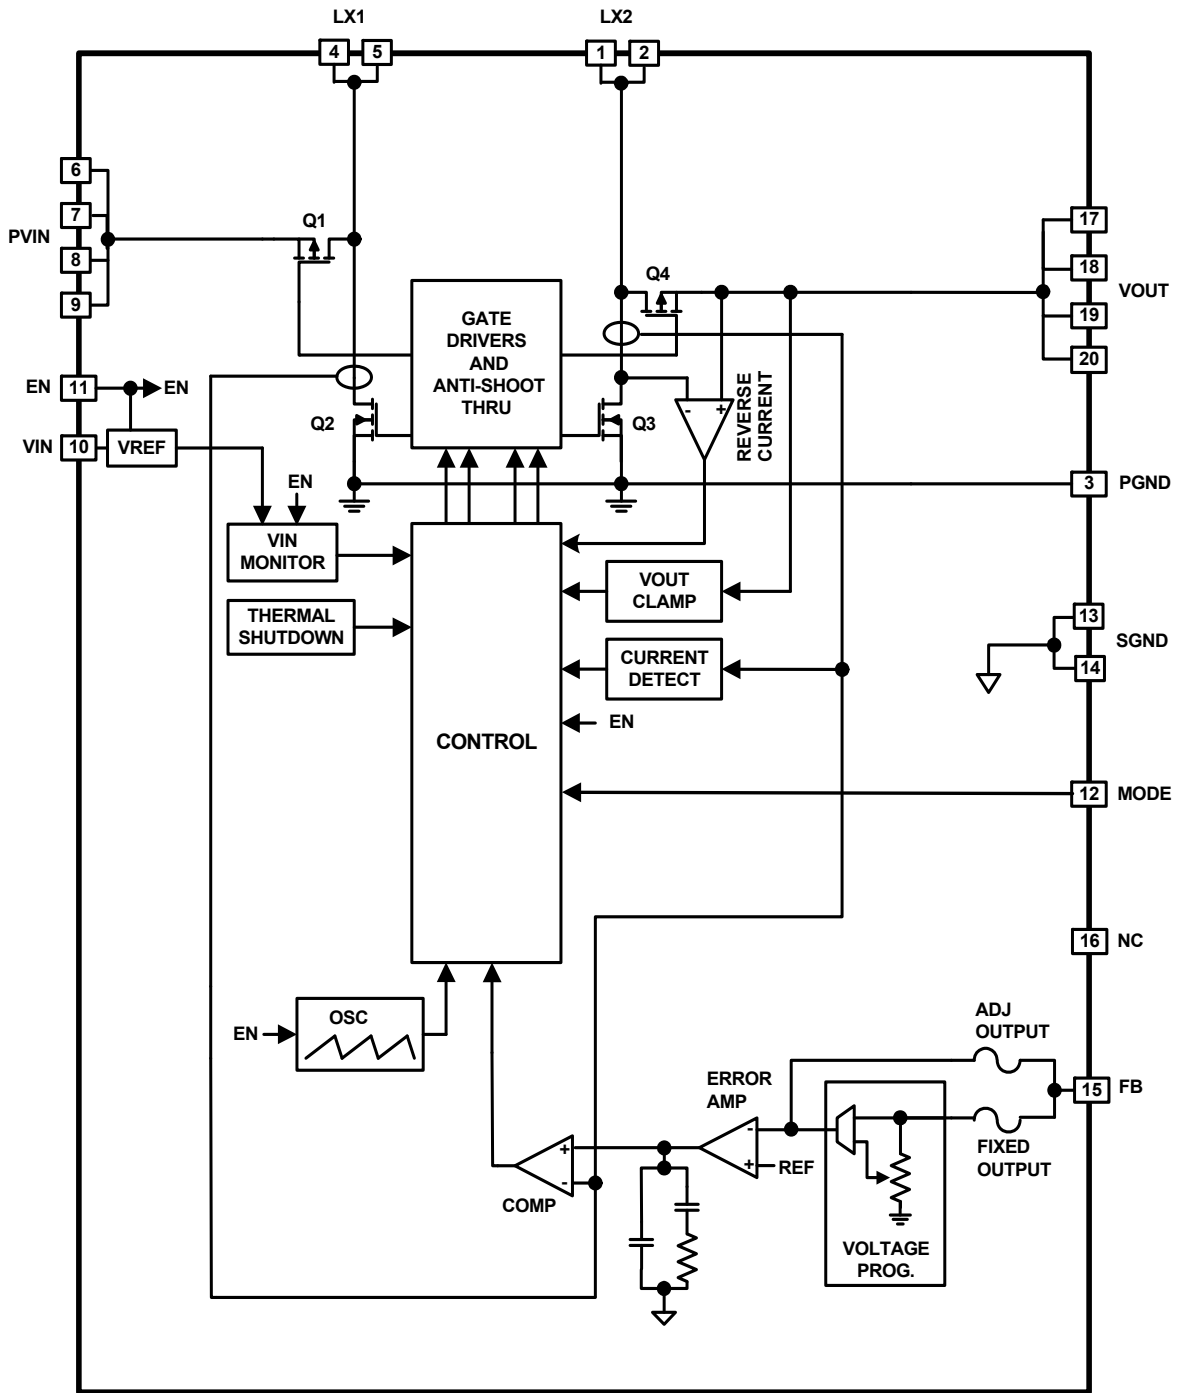 LX1
LX2
4
5
1
2
6
7
8
9
PVIN
Q1
Q4
GATE
DRIVERS
AND
ANTI-SHOOT
THRU
17
18
19
20
VOUT
EN
11
EN
VIN
10
VREF
Q2
Q3
-
+
REVERSE
CURRENT
EN
3
PGND
VIN
MONITOR
VOUT
CLAMP
THERMAL
SHUTDOWN
CURRENT
DETECT
13
14
SGND
EN
CONTROL
12
MODE
16
NC
EN
OSC
ADJ
OUTPUT
ERROR
AMP
15
FB
-
+
REF
FIXED
OUTPUT
+
-
COMP
VOLTAGE
PROG.